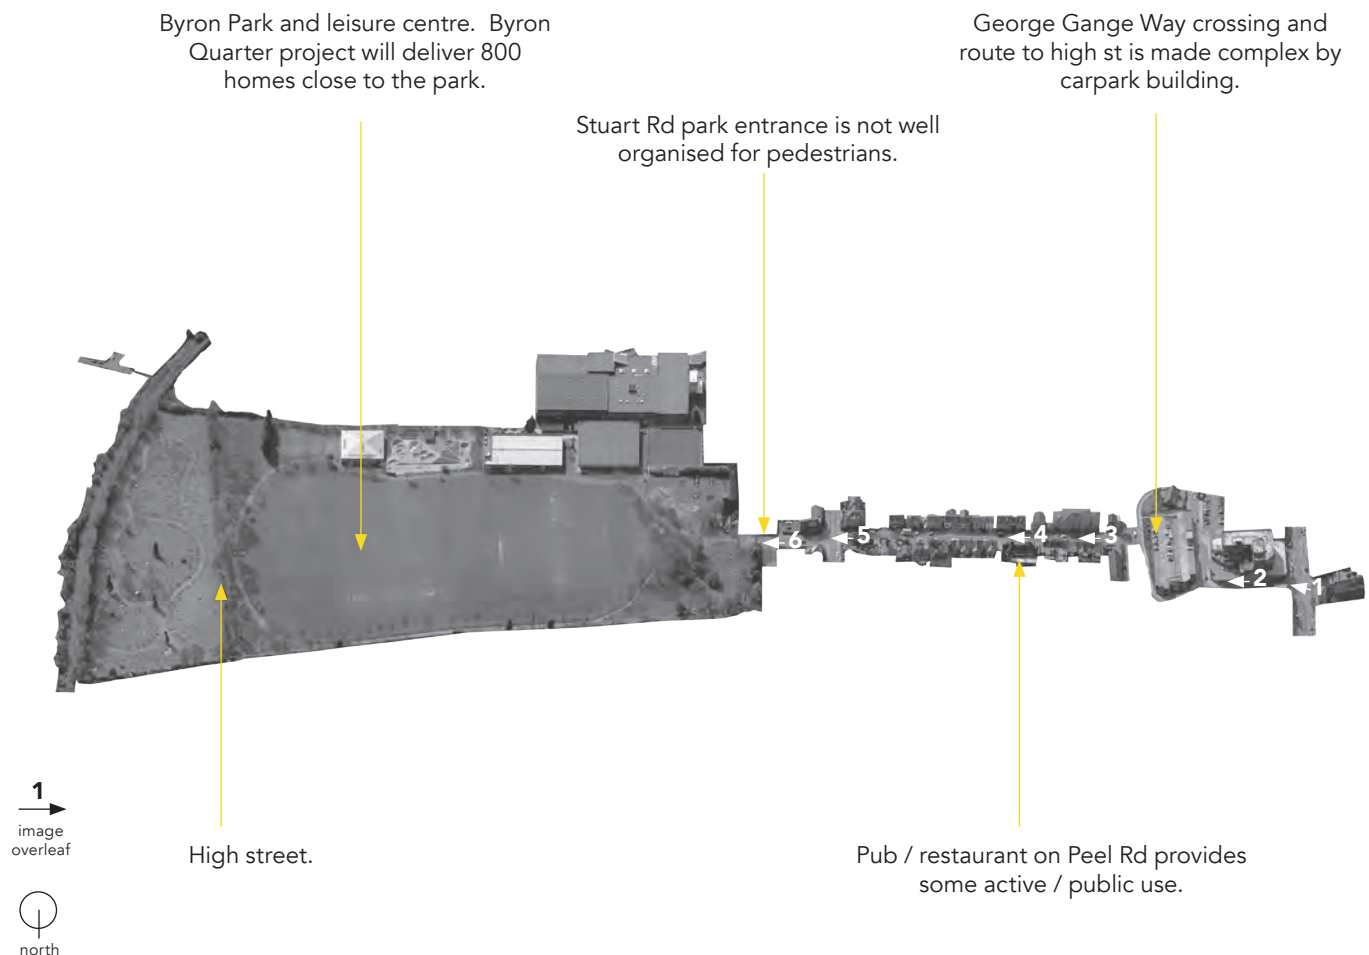 Byron Park and leisure centre.  Byron
Quarter project will deliver 800
homes close to the park.
George Gange Way crossing and
route to high st is made complex by
carpark building.
Stuart Rd park entrance is not well
organised for pedestrians.
6
5
4
3
2
1
1
image
overleaf
High street.
Pub / restaurant on Peel Rd provides
some active / public use.
north